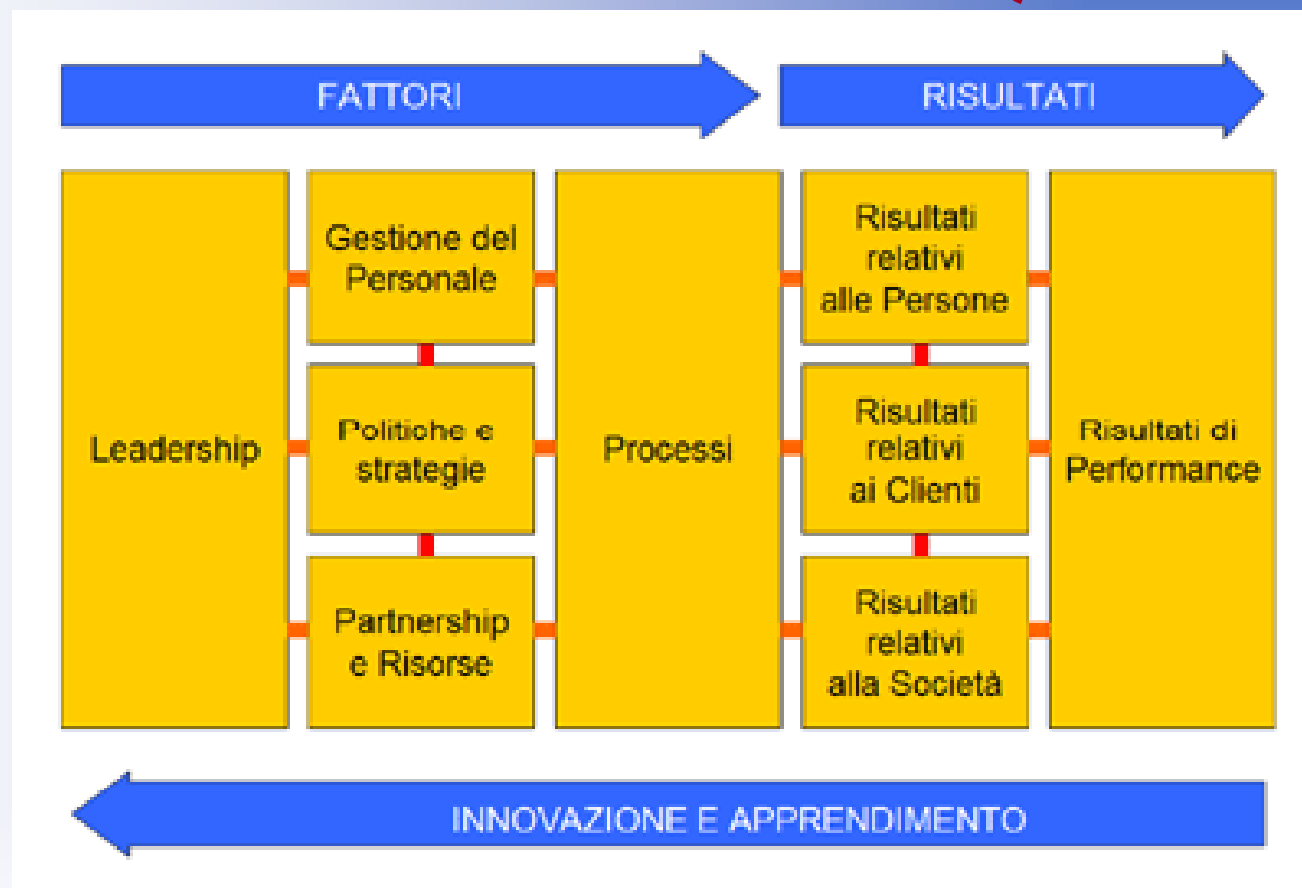 FATTORI
RISULTATI
Leadership
Gestione del
Personale
Politiche e
strategie
Partnership
e Risorse
Processi
Risultati
relativi
alle Persone
Risultati
relativi
ai Clienti
Risultati
relativi
alla Società
Risultati di
Performance
INNOVAZIONE E APPRENDIMENTO